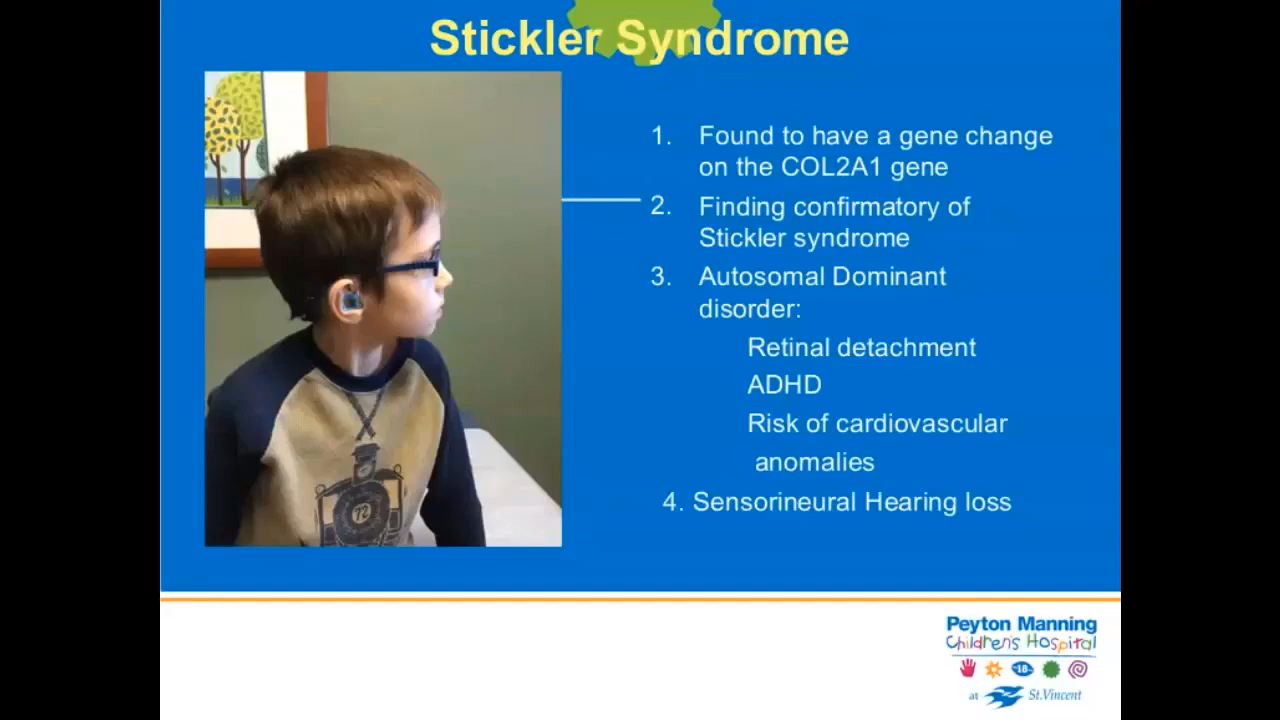 Stickler Syndrome
1. Found to have a gene change
on the COL2A1 gene
2. Finding confirmatory of
Stickler syndrome
3. Autosomal Dominant
disorder:
Retinal detachment
ADHD
Risk of cardiovascular
anomalies
4. Sensorineural Hearing loss
72
Peyton Manning
Children's Hospital
18
at St.Vincent